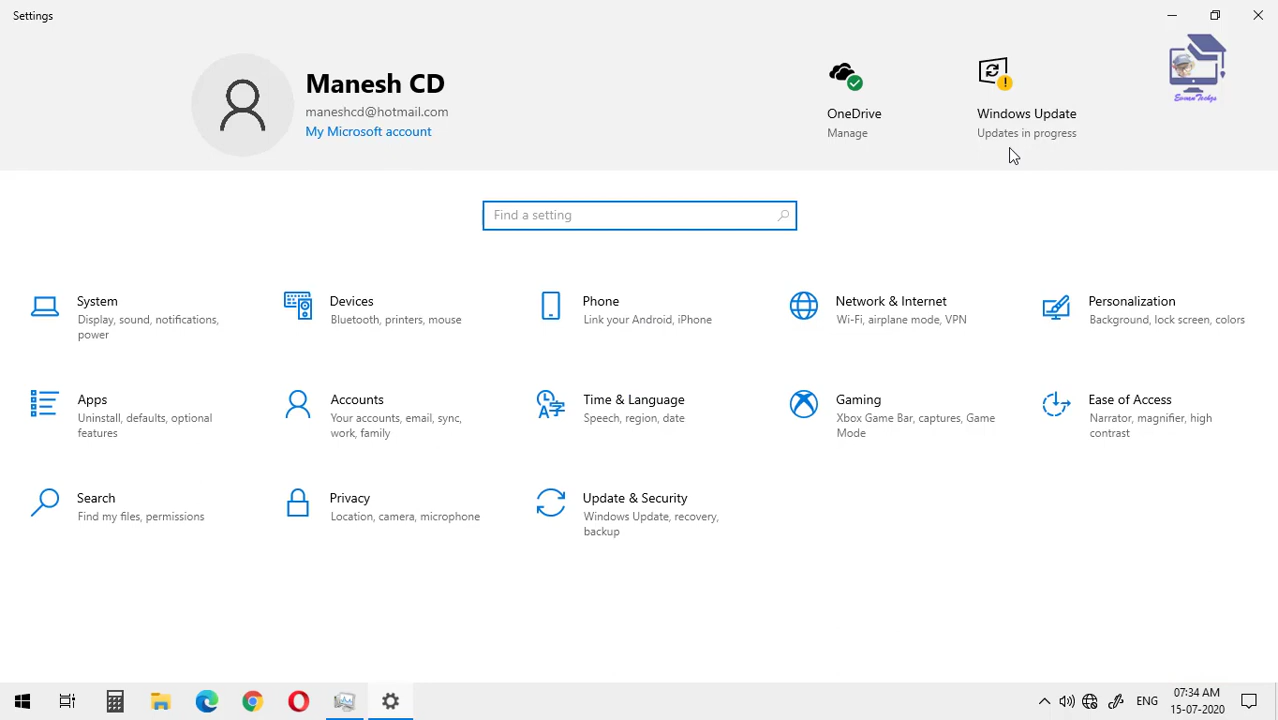 Settings
Manesh CD
maneshcd@hotmail.com
My Microsoft account
OneDrive
Manage
Windows Update
Updates in progress
Find a setting
System
Display, sound, notifications,
power
Devices
Bluetooth, printers, mouse
Phone
Link your Android, iPhone
Network & Internet
Wi-Fi, airplane mode, VPN
Personalization
Background, lock screen, colors
Apps
Uninstall, defaults, optional
features
Accounts
Your accounts, email, sync,
work, family
Time & Language
Speech, region, date
Gaming
Xbox Game Bar, captures, Game
Mode
Ease of Access
Narrator, magnifier, high
contrast
Search
Find my files, permissions
Privacy
Location, camera, microphone
Update & Security
Windows Update, recovery,
backup
ENG
07:34 AM
15-07-2020